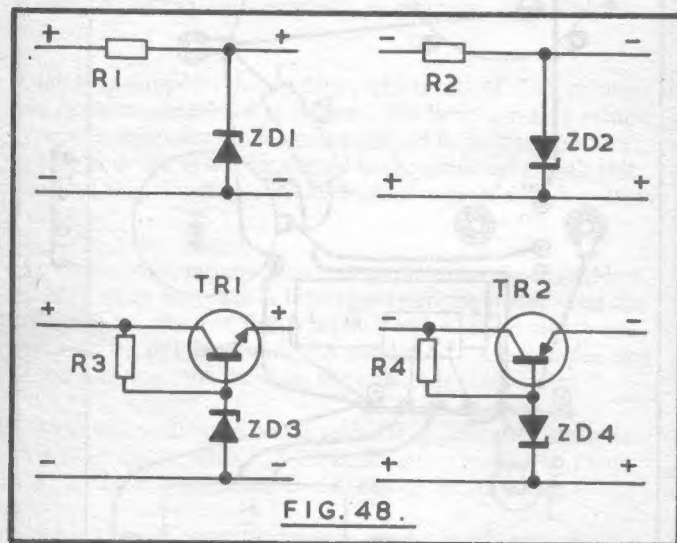 + R1 +
- R2 -
ZD1
ZD2
- -
+ +
TR1
TR2
+ +
- -
R3
R4
ZD3
ZD4
- -
+ +
FIG. 48.